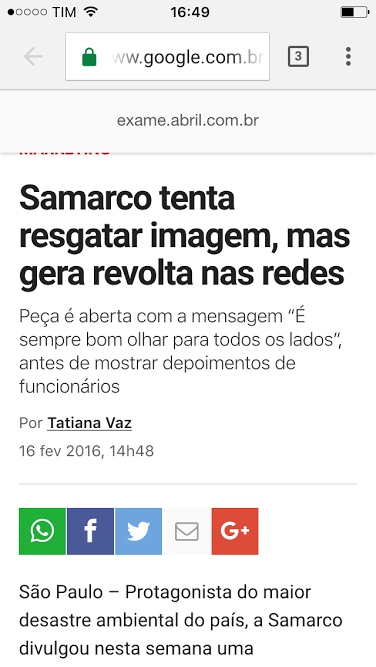 TIM 16:49
ww.google.com.br 3
exame.abril.com.br
MARKETING
Samarco tenta
resgatar imagem, mas
gera revolta nas redes
Peça é aberta com a mensagem “É
sempre bom olhar para todos os lados“,
antes de mostrar depoimentos de
funcionários
Por Tatiana Vaz
16 fev 2016, 14h48
f G+
São Paulo – Protagonista do maior
desastre ambiental do país, a Samarco
divulgou nesta semana uma